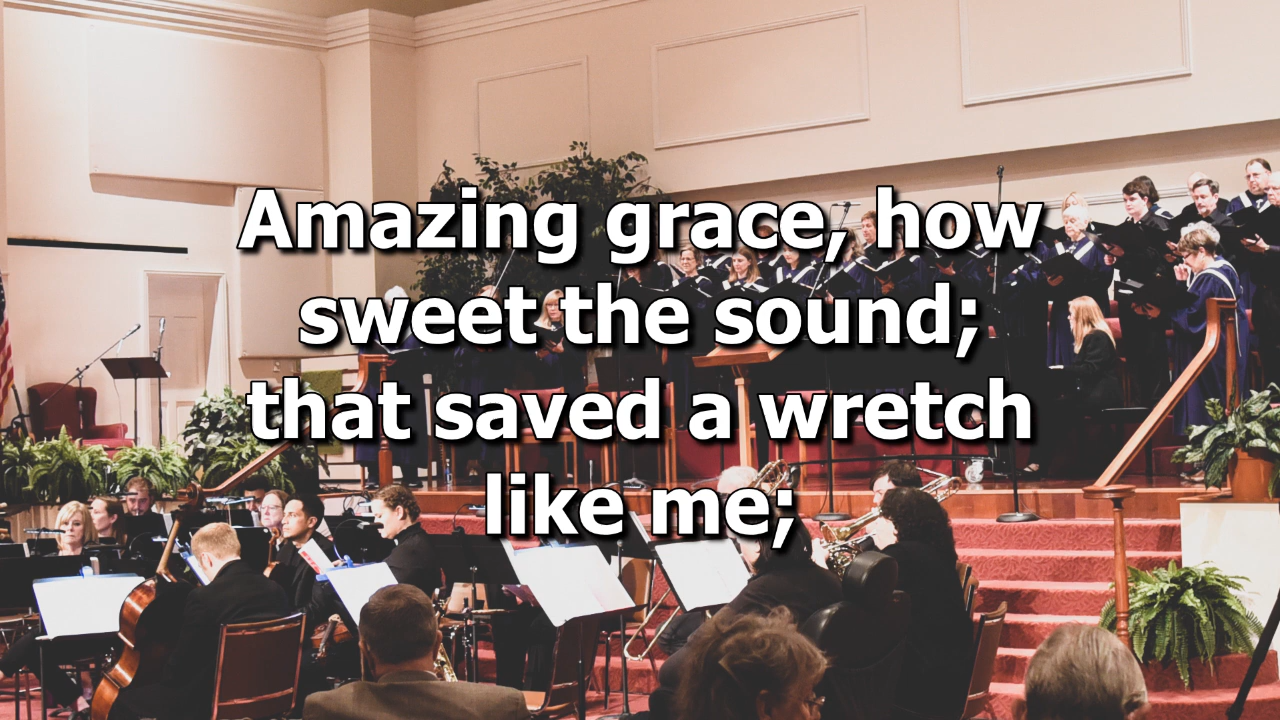 Amazing grace, how
sweet the sound;
that saved a wretch
like me;